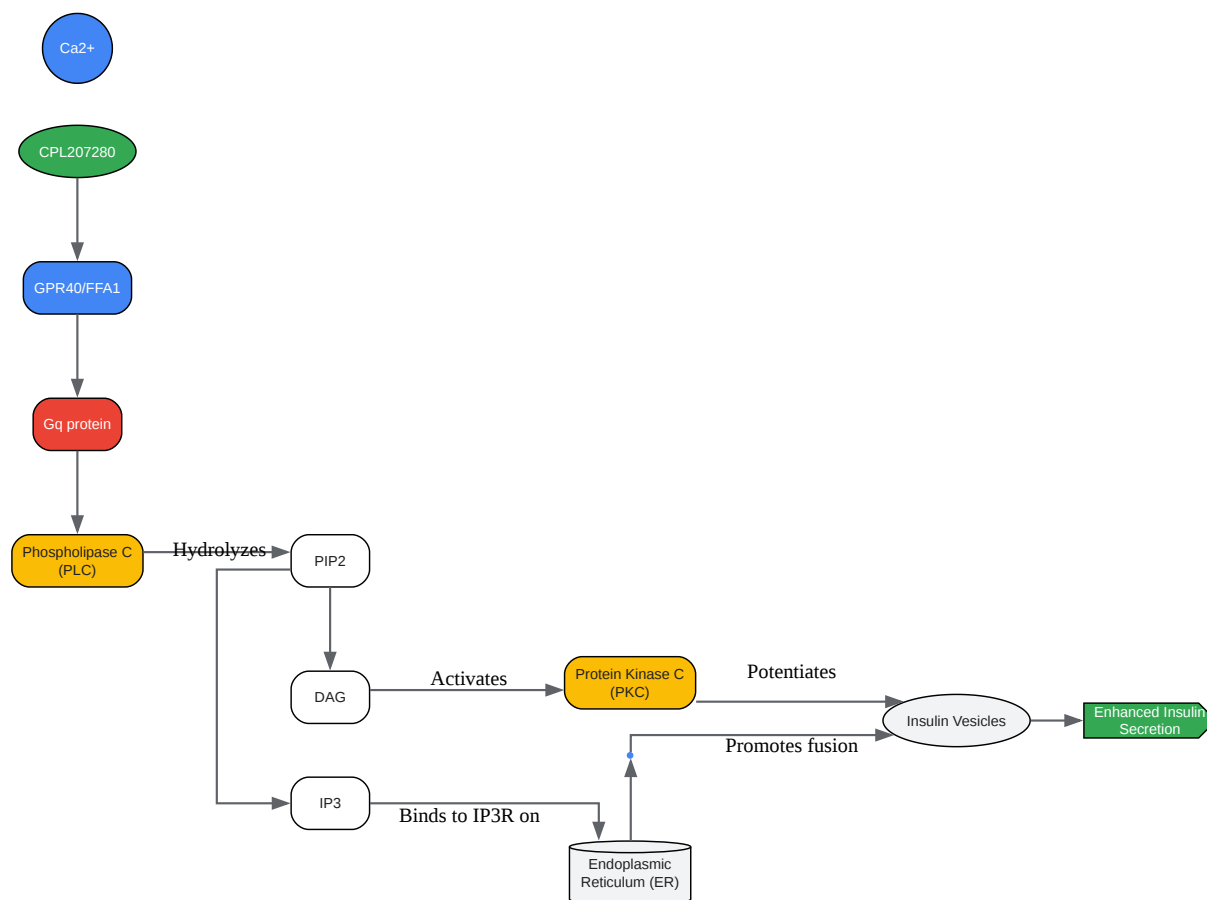 Ca2+
CPL207280
GPR40/FFA1
Gq protein
Phospholipase C
(PLC)
Hydrolyzes
PIP2
DAG
Activates
Protein Kinase C
(PKC)
Potentiates
Insulin Vesicles
Enhanced Insulin
Secretion
Promotes fusion
IP3
Binds to IP3R on
Endoplasmic
Reticulum (ER)